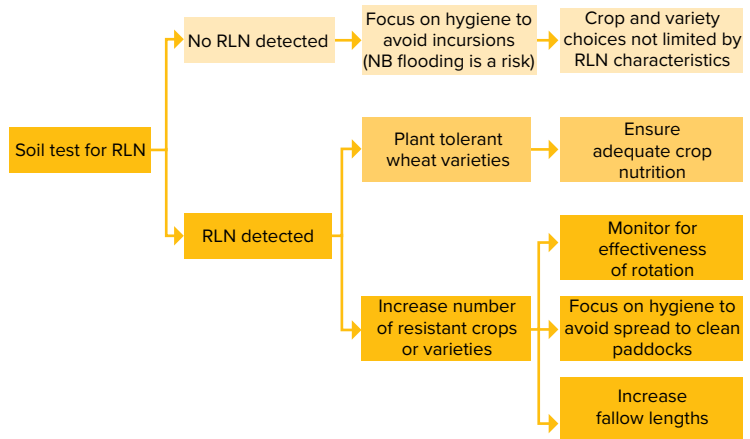 Soil test for RLN
No RLN detected
Focus on hygiene to
avoid incursions
(NB flooding is a risk)
Crop and variety
choices not limited by
RLN characteristics
RLN detected
Plant tolerant
wheat varieties
Ensure
adequate crop
nutrition
Increase number
of resistant crops
or varieties
Monitor for
effectiveness
of rotation
Focus on hygiene to
avoid spread to clean
paddocks
Increase
fallow lengths